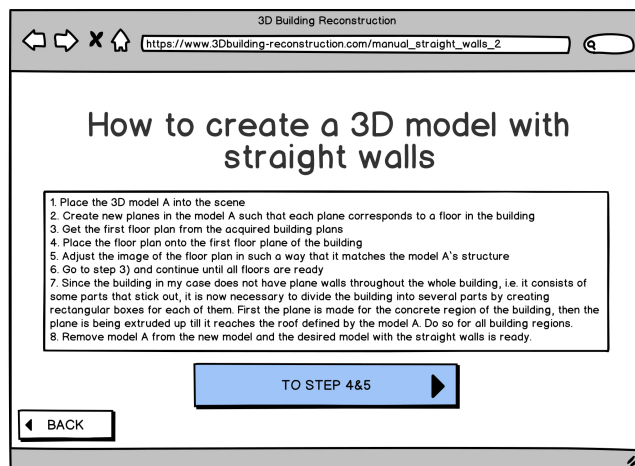 3D Building Reconstruction
https://www.3Dbuilding-reconstruction.com/manual_straight_walls_2
How to create a 3D model with
straight walls
1. Place the 3D model A into the scene
2. Create new planes in the model A such that each plane corresponds to a floor in the building
3. Get the first floor plan from the acquired building plans
4. Place the floor plan onto the first floor plane of the building
5. Adjust the image of the floor plan in such a way that it matches the model A`s structure
6. Go to step 3) and continue until all floors are ready
7. Since the building in my case does not have plane walls throughout the whole building, i.e. it consists of
some parts that stick out, it is now necessary to divide the building into several parts by creating
rectangular boxes for each of them. First the plane is made for the concrete region of the building, then the
plane is being extruded up till it reaches the roof defined by the model A. Do so for all building regions.
8. Remove model A from the new model and the desired model with the straight walls is ready.
TO STEP 4&5
BACK